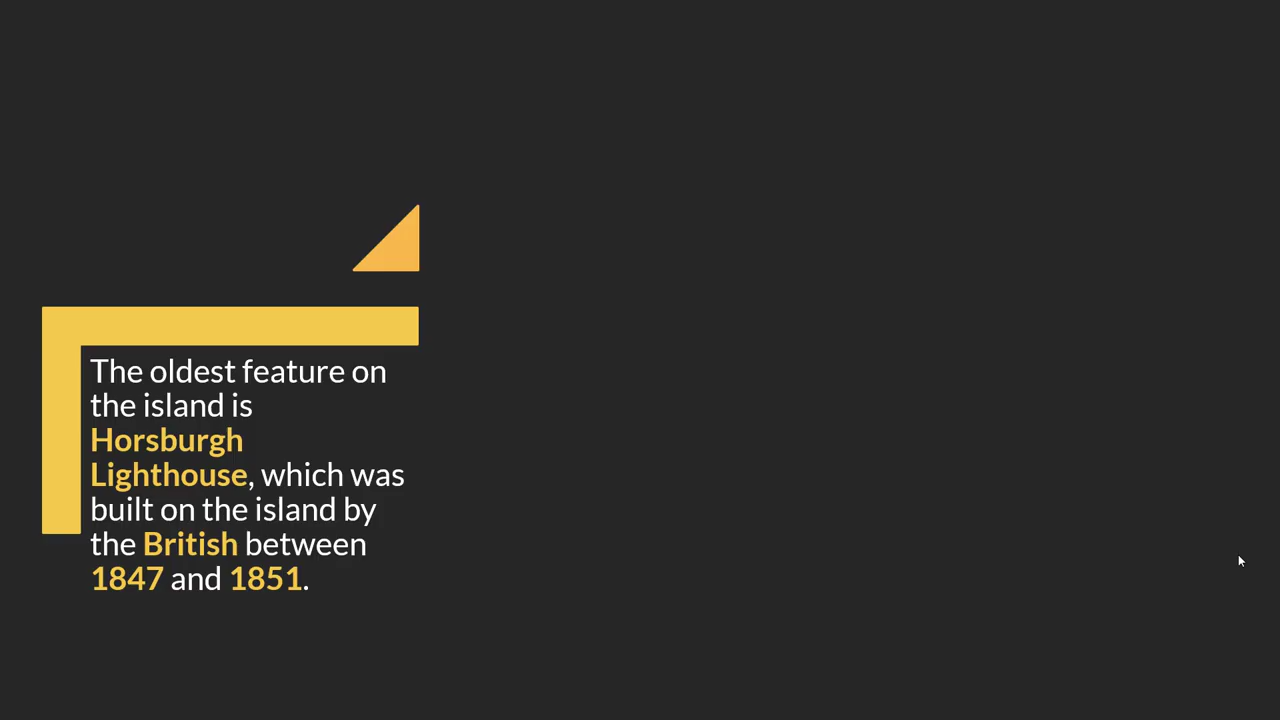 The oldest feature on
the island is
Horsburgh
Lighthouse, which was
built on the island by
the British between
1847 and 1851.